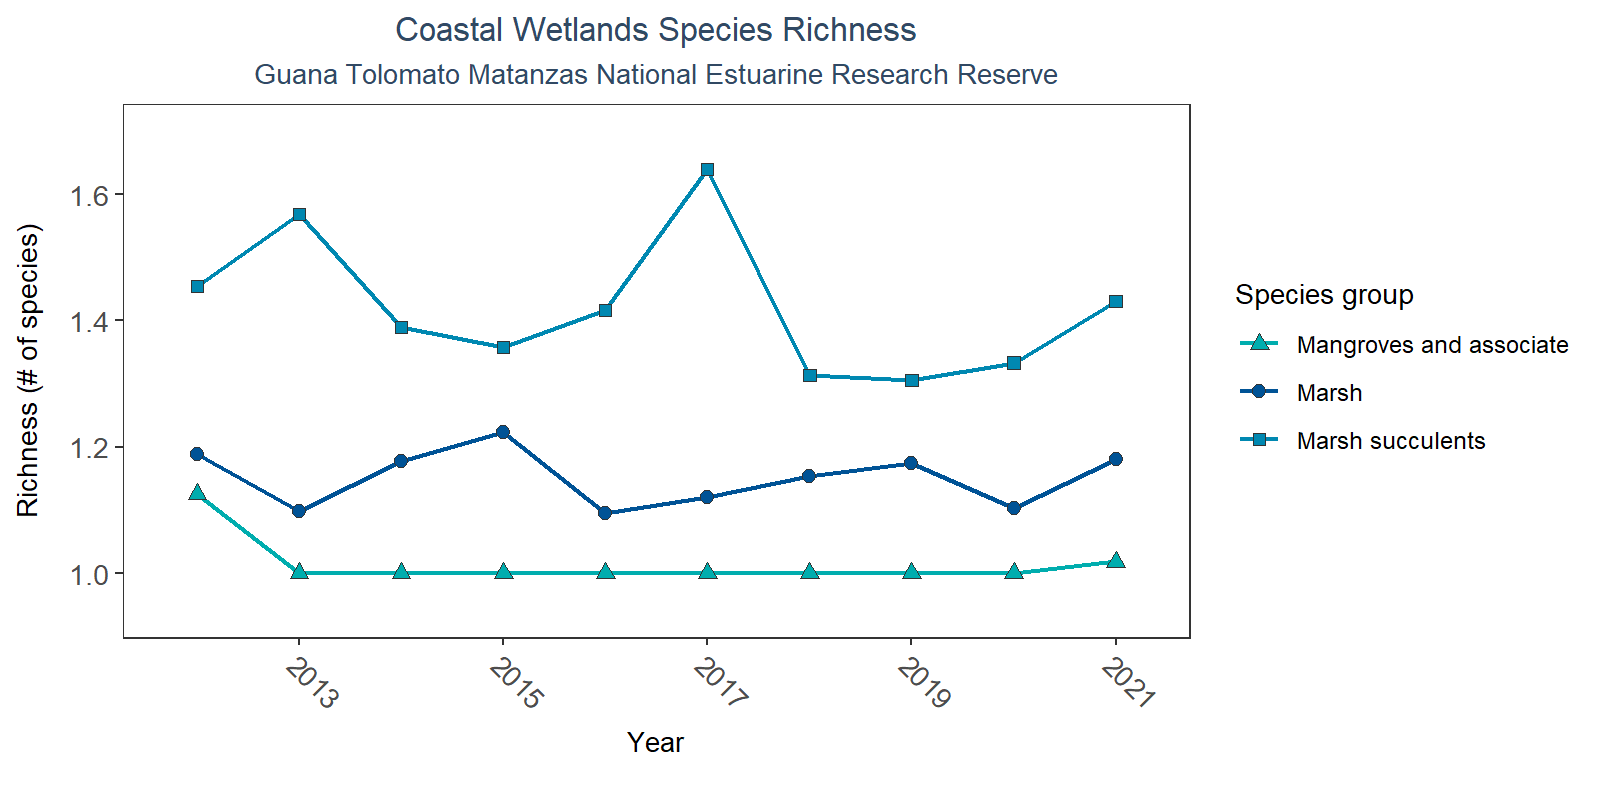 Coastal Wetlands Species Richness
Guana Tolomato Matanzas National Estuarine Research Reserve
Richness (# of species)
1.6
1.4
1.2
1.0
2013
2015
2017
2019
2021
Year
Species group
Mangroves and associate
Marsh
Marsh succulents